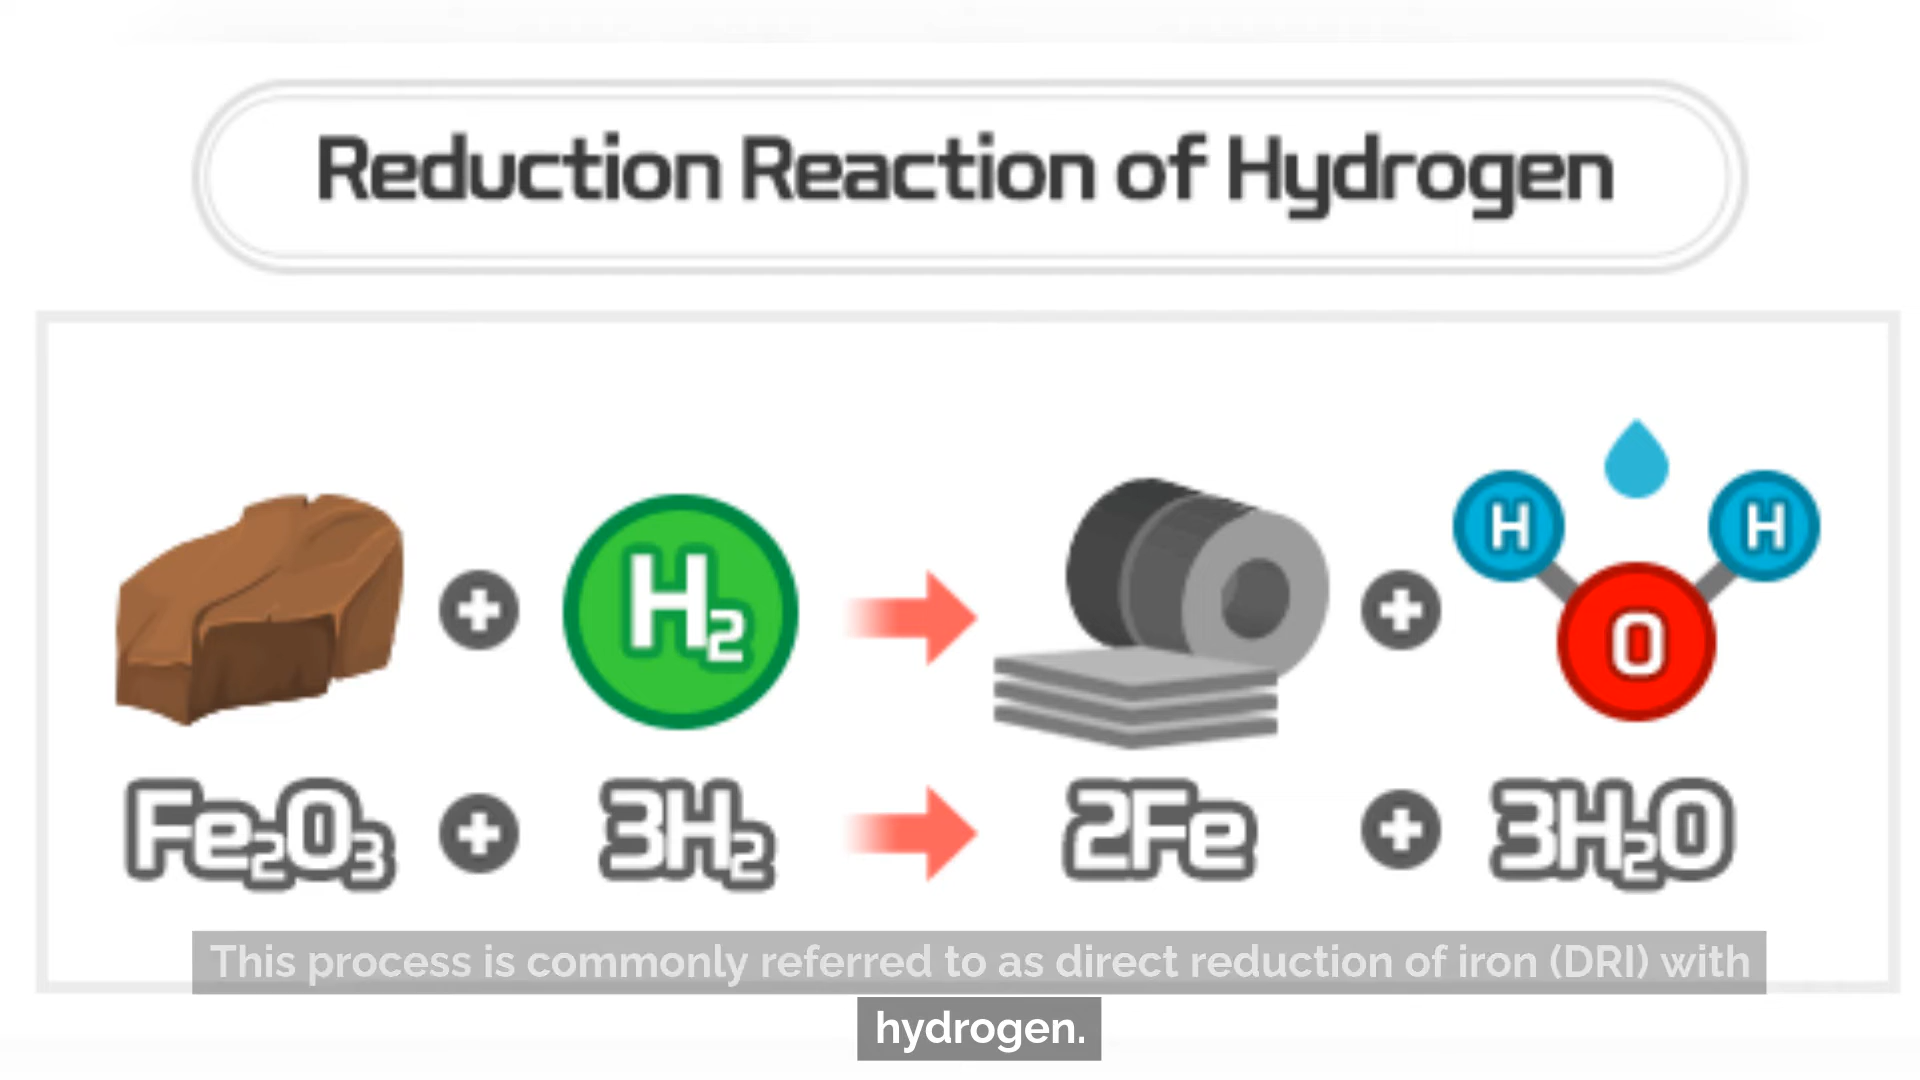 Reduction Reaction of Hydrogen
H₂
H H
O
Fe₂O₃ + 3H₂ → 2Fe + 3H₂O
This process is commonly referred to as direct reduction of iron (DRI) with
hydrogen.